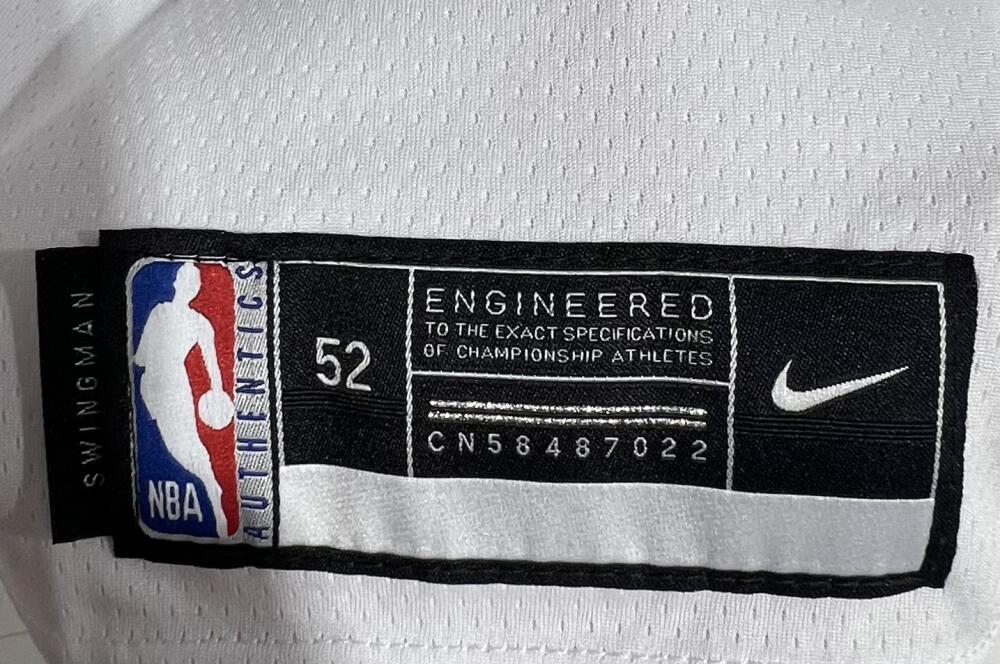 SWINGMAN
NBA
AUTHENTICS
52
ENGINEERED
TO THE EXACT SPECIFICATIONS
OF CHAMPIONSHIP ATHLETES
CN58487022